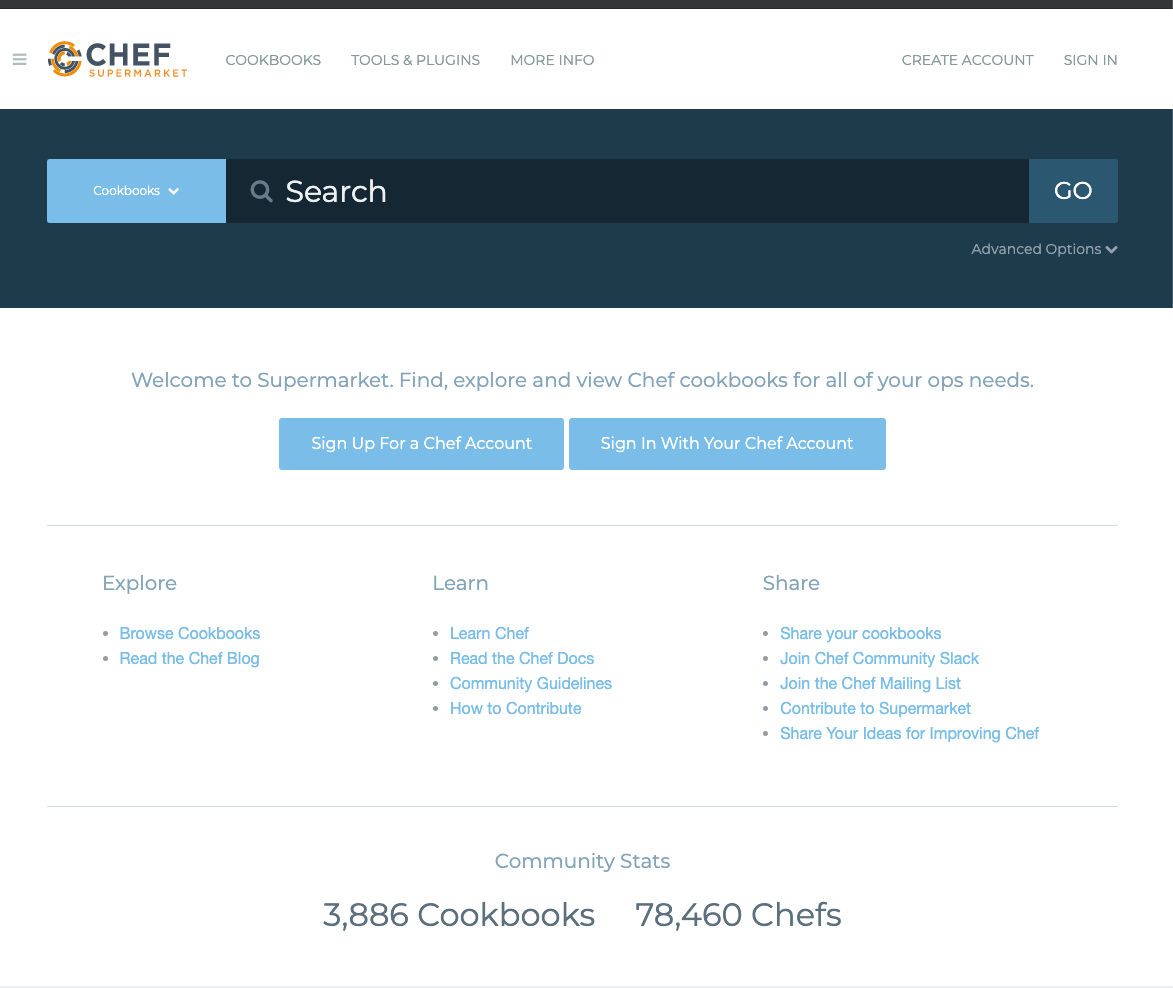 CHEF
SUPERMARKET
COOKBOOKS TOOLS & PLUGINS MORE INFO CREATE ACCOUNT SIGN IN
Cookbooks Search GO
Advanced Options
Welcome to Supermarket. Find, explore and view Chef cookbooks for all of your ops needs.
Sign Up For a Chef Account Sign In With Your Chef Account
Explore
Browse Cookbooks
Read the Chef Blog
Learn
Learn Chef
Read the Chef Docs
Community Guidelines
How to Contribute
Share
Share your cookbooks
Join Chef Community Slack
Join the Chef Mailing List
Contribute to Supermarket
Share Your Ideas for Improving Chef
Community Stats
3,886 Cookbooks 78,460 Chefs